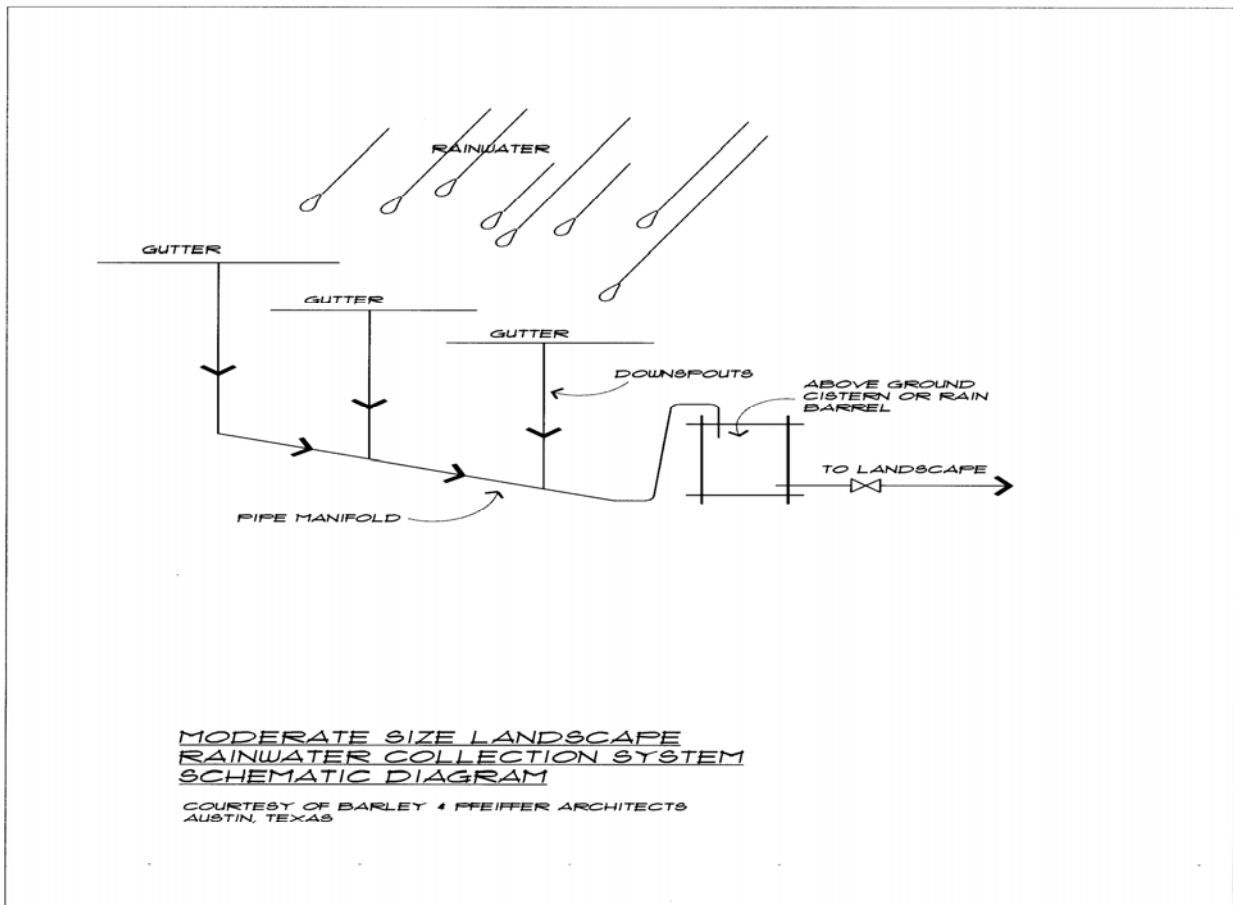 RAINWATER
GUTTER
GUTTER
GUTTER
DOWNSPOUTS
ABOVE GROUND
CISTERN OR RAIN
BARREL
TO LANDSCAPE
PIPE MANIFOLD
MODERATE SIZE LANDSCAPE
RAINWATER COLLECTION SYSTEM
SCHEMATIC DIAGRAM
COURTESY OF BARLEY & PFEIFFER ARCHITECTS
AUSTIN, TEXAS